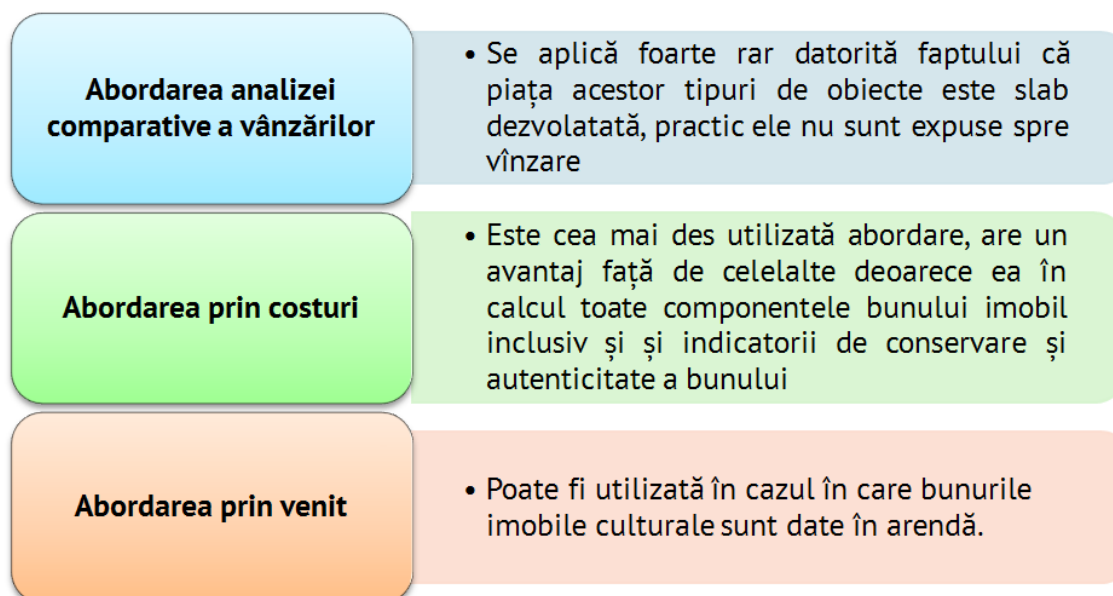 Abordarea analizei
comparative a vânzărilor
• Se aplică foarte rar datorită faptului că
piața acestor tipuri de obiecte este slab
dezvolatată, practic ele nu sunt expuse spre
vînzare
Abordarea prin costuri
• Este cea mai des utilizată abordare, are un
avantaj față de celelalte deoarece ea în
calcul toate componentele bunului imobil
inclusiv și și indicatorii de conservare și
autenticitate a bunului
Abordarea prin venit
• Poate fi utilizată în cazul în care bunurile
imobile culturale sunt date în arendă.